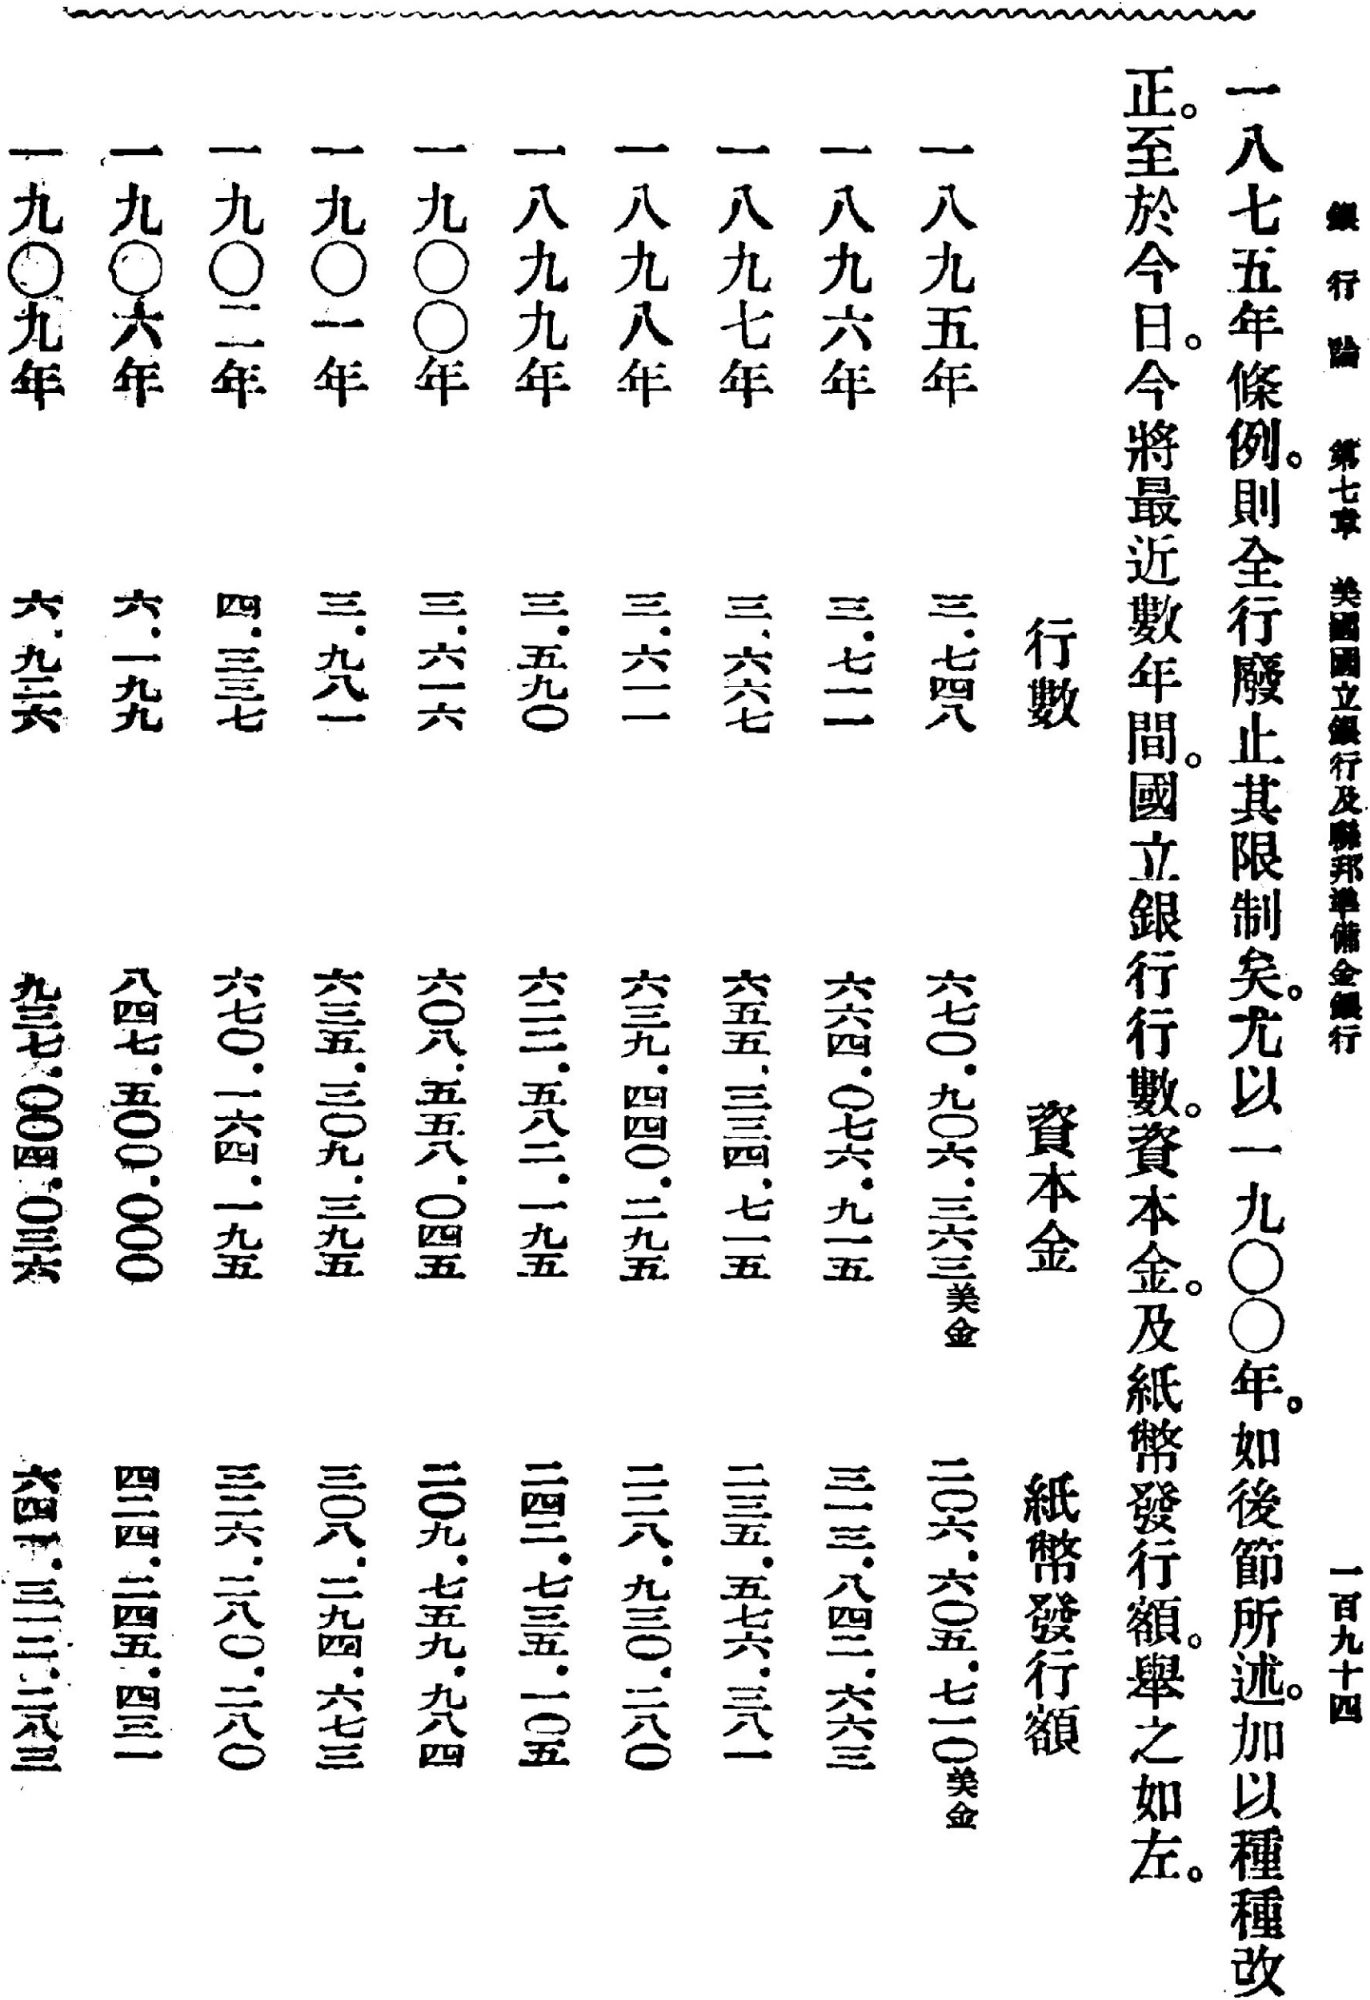 銀行論 第七章 美國國立銀行及聯邦準備金銀行 一百九十四
一八七五年條例。則全行廢止其限制矣。尤以一九〇〇年。如後節所述。加以種種改
正。至於今日。今將最近數年間。國立銀行行數。資本金。及紙幣發行額。舉之如左。
行數 資本金 紙幣發行額
一八九五年 三.七四八 六七〇.九〇六.三六三美金 二〇六.六〇五.七一〇美金
一八九六年 三.七一一 六六四.〇七六.九一五 三一三.八四二.六六三
一八九七年 三.六六七 六五五.三三四.七一五 二三五.五七六.三八一
一八九八年 三.六一一 六三九.四四〇.二九五 二二八.九三〇.二八〇
一八九九年 三.五九〇 六二二.五八二.一九五 二四二.七三五.一〇五
一九〇〇年 三.六一六 六〇八.五五八.〇四五 二〇九.七五九.九八四
一九〇一年 三.九八一 六三五.三〇九.三九五 三〇八.二九四.六七三
一九〇二年 四.三三七 六七〇.一六四.一九五 三二六.二八〇.二八〇
一九〇六年 六.一九九 八四七.五〇〇.〇〇〇 四二四.二四五.四三一
一九〇九年 六.九二六 九三七.〇〇四.〇三六 六四一.三一二.二八三